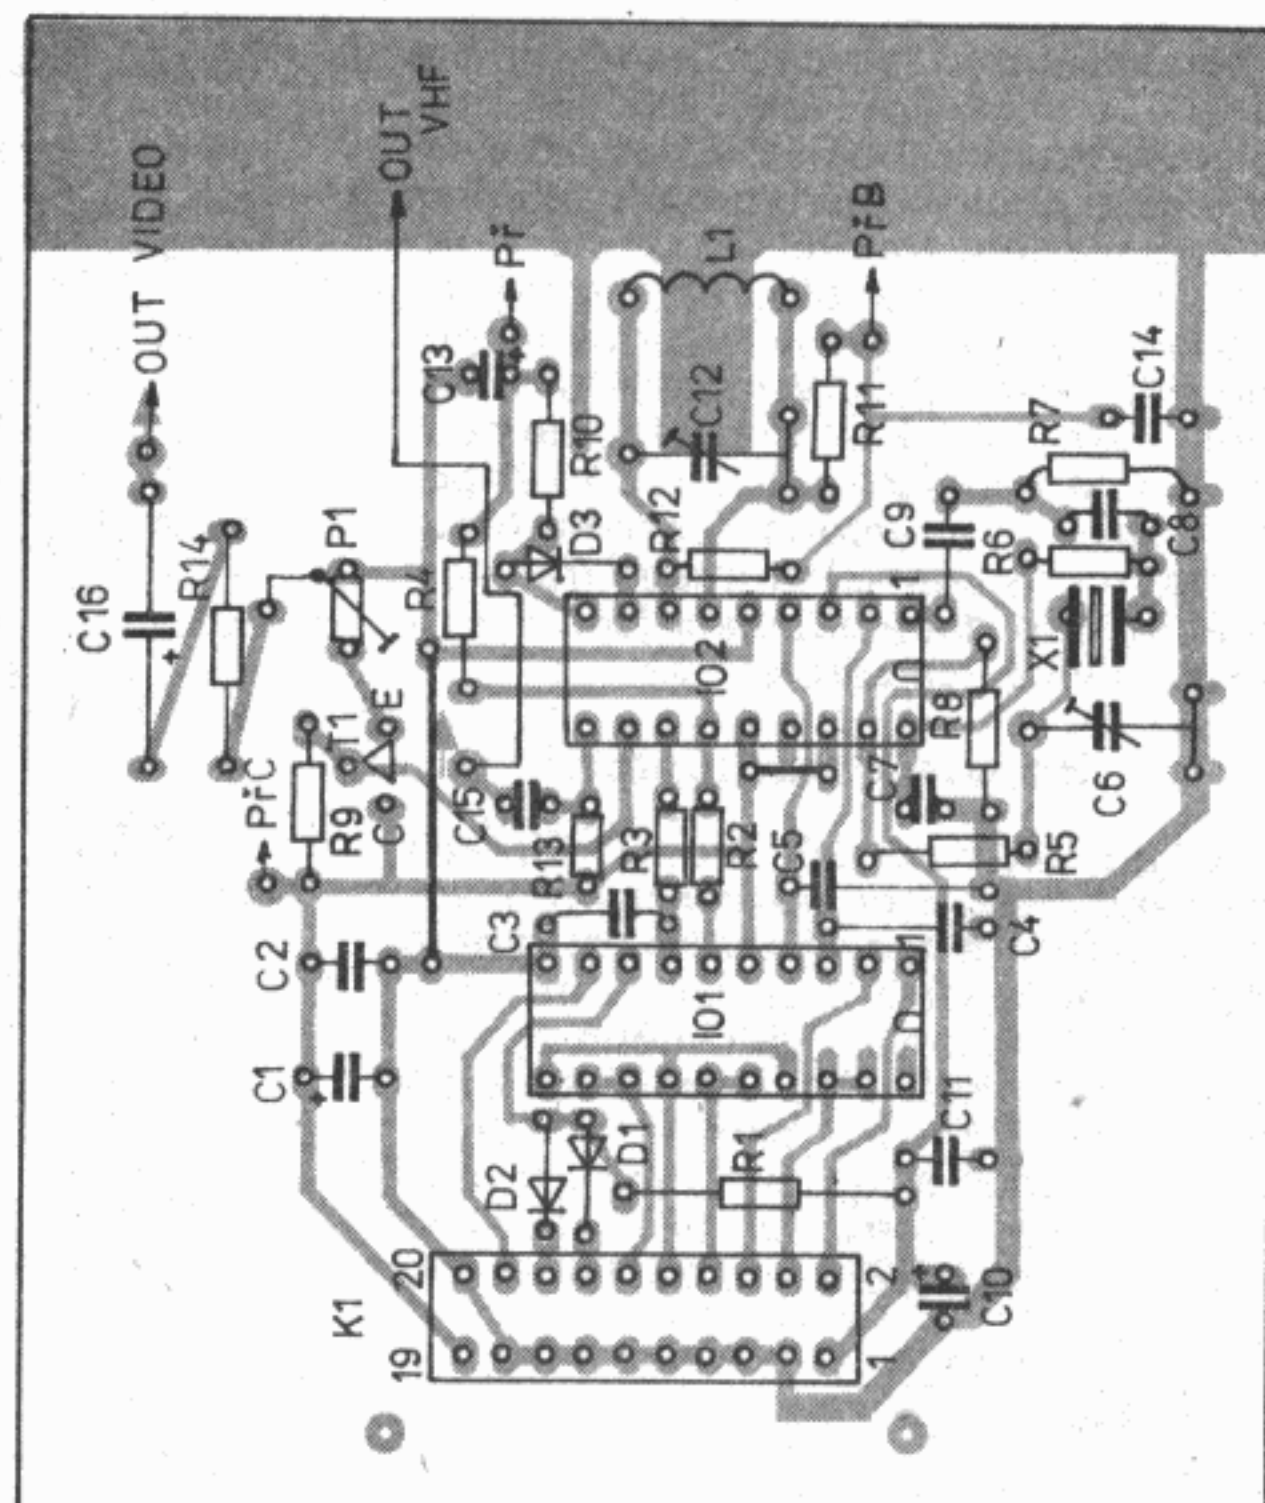 OUT VIDEO
OUT
VHF
C16
R14
P1
PřC
R9
T1
E
C
C13
Př
R10
D3
R4
C15
L1
C12
R12
R11
PřB
C14
R7
C9
R6
C8
X1
IO2
1
R8
C7
C6
R13
R3
R2
C5
R5
C4
C3
C2
C1
IO1
1
C11
D2
D1
R1
K1
20
19
2
1
C10